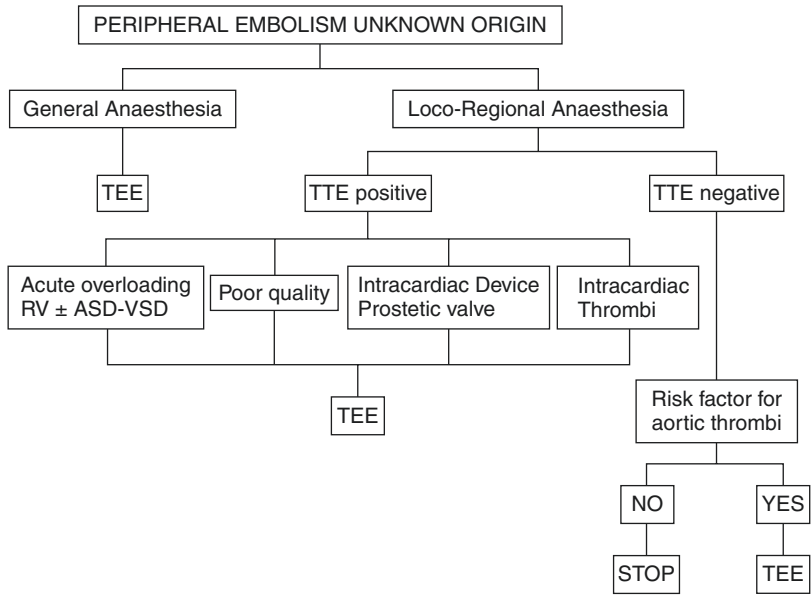 PERIPHERAL EMBOLISM UNKNOWN ORIGIN
General Anaesthesia
Loco-Regional Anaesthesia
TEE
TTE positive
TTE negative
Acute overloading
RV ± ASD-VSD
Poor quality
Intracardiac Device
Prostetic valve
Intracardiac
Thrombi
TEE
Risk factor for
aortic thrombi
NO
YES
STOP
TEE